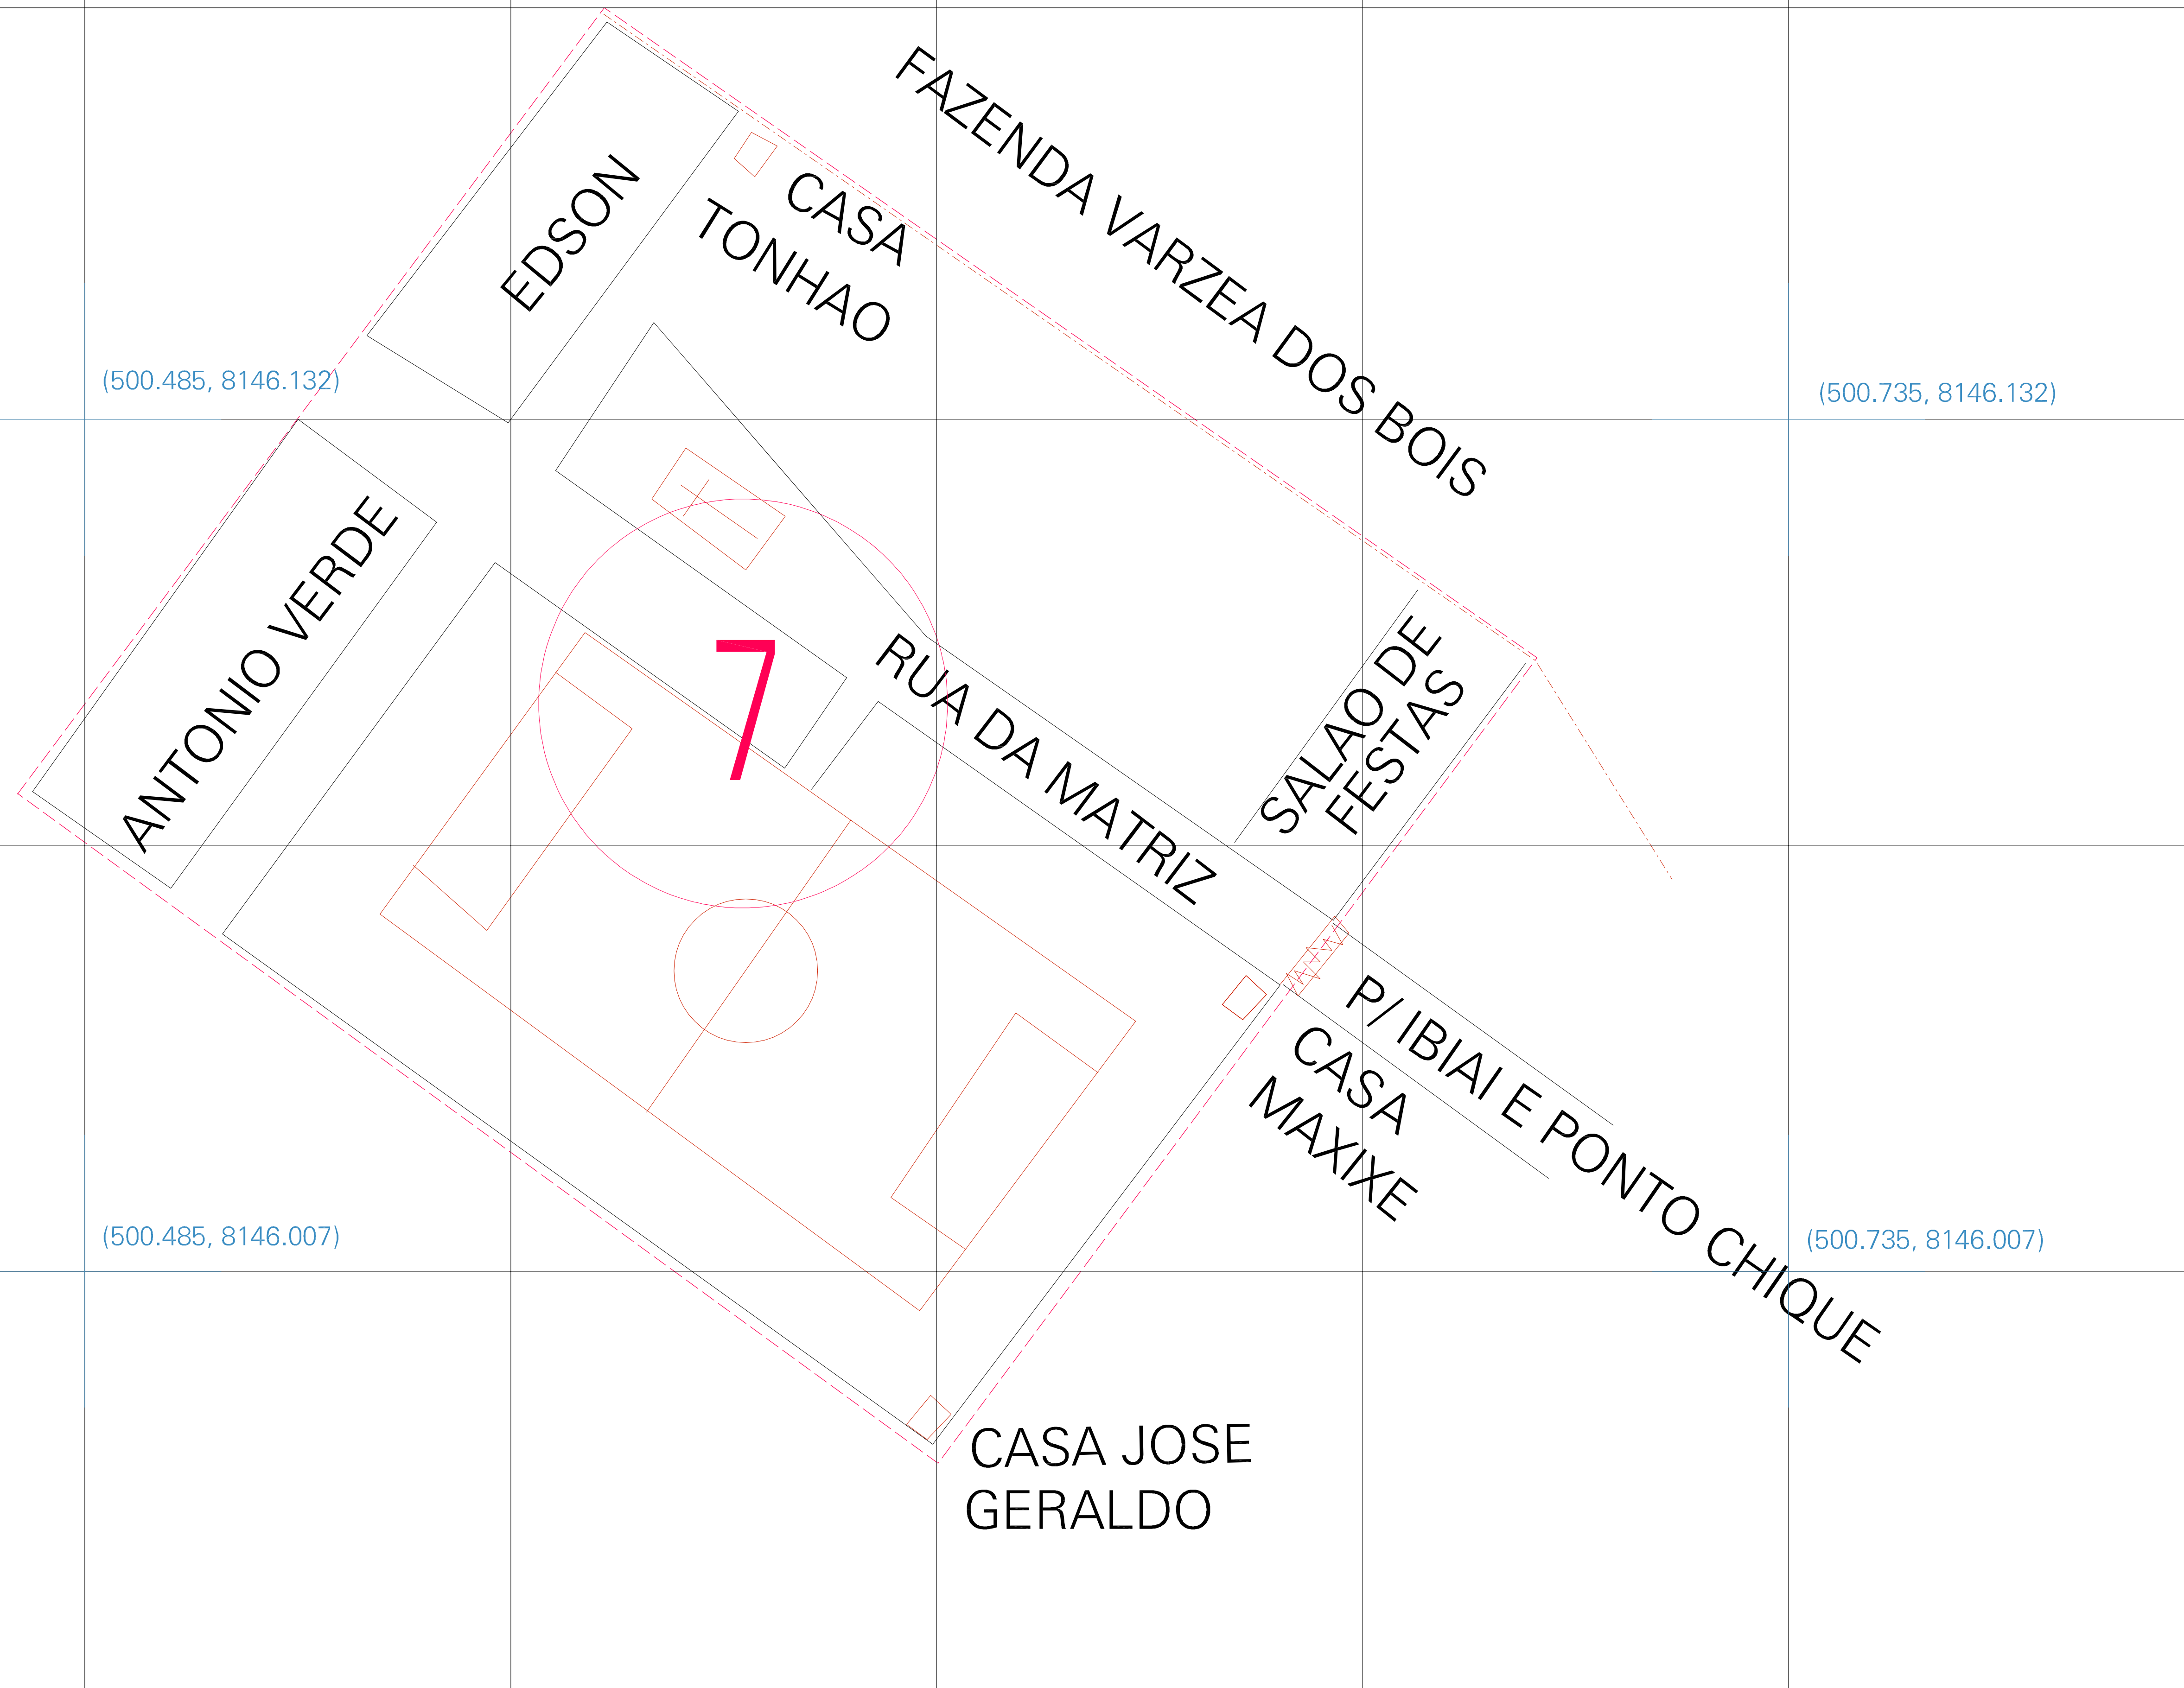 FAZENDA VARZEA DOS BOIS
EDSON
CASA
TONHAO
(500.485, 8146.132)
(500.735, 8146.132)
ANTONIO VERDE
7
RUA DA MATRIZ
SALAO DE
FESTAS
P/ IBIAI E PONTO CHIQUE
CASA
MAXIXE
(500.485, 8146.007)
(500.735, 8146.007)
CASA JOSE
GERALDO